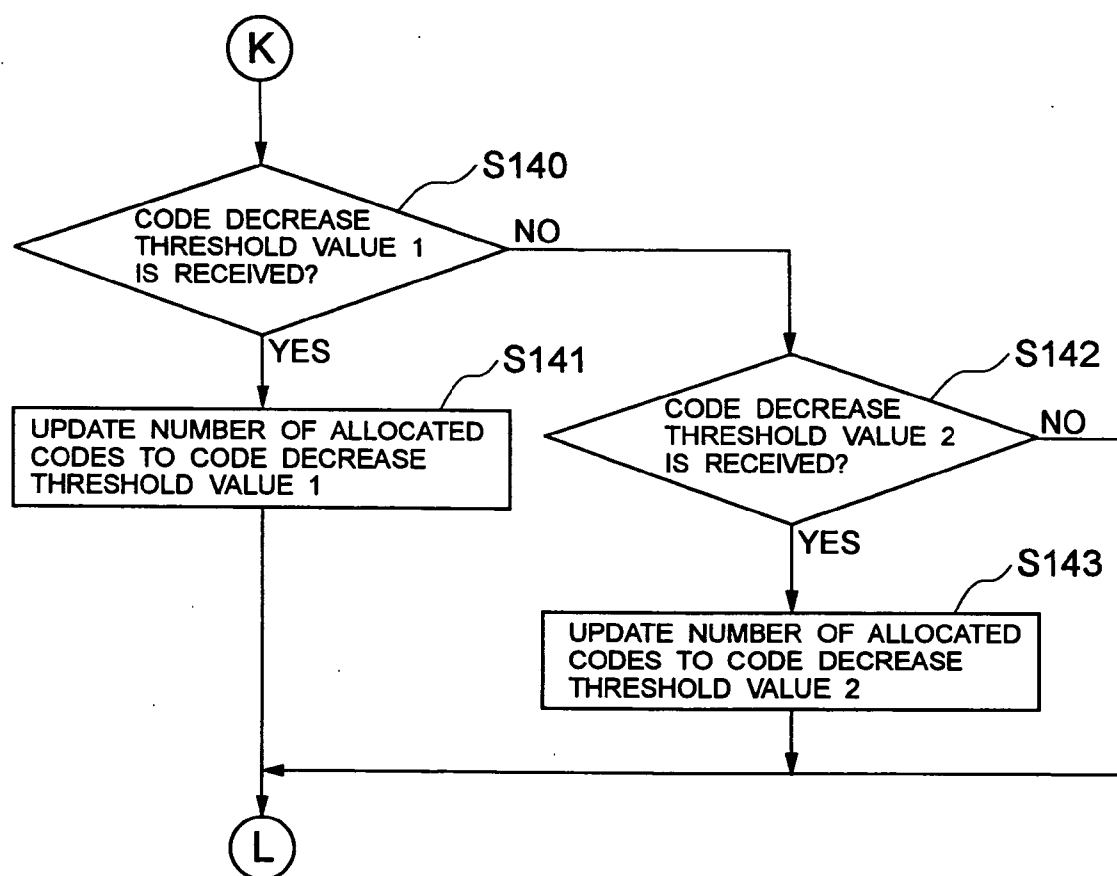 K
S140
CODE DECREASE
THRESHOLD VALUE 1
IS RECEIVED?
NO
YES
S141
UPDATE NUMBER OF ALLOCATED
CODES TO CODE DECREASE
THRESHOLD VALUE 1
S142
CODE DECREASE
THRESHOLD VALUE 2
IS RECEIVED?
NO
YES
S143
UPDATE NUMBER OF ALLOCATED
CODES TO CODE DECREASE
THRESHOLD VALUE 2
L